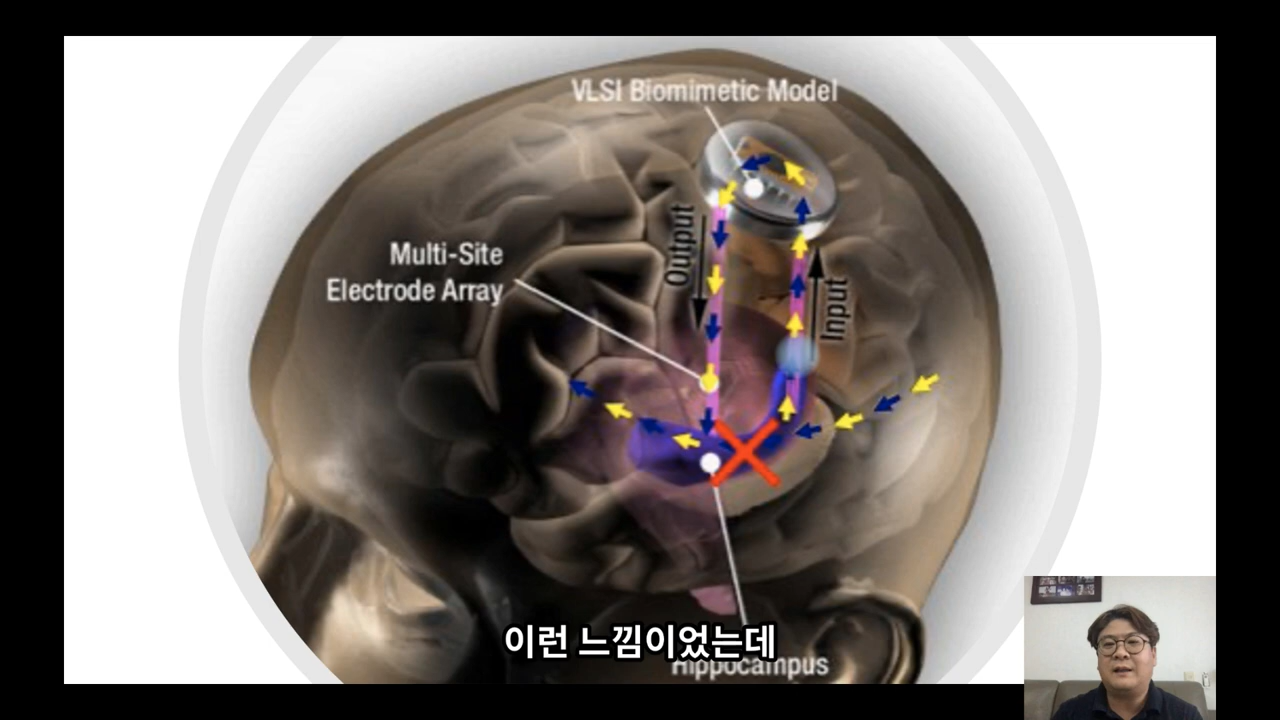 VLSI Biomimetic Model
Output
Multi-Site
Electrode Array
Input
이런 느낌이었는데
Hippocampus